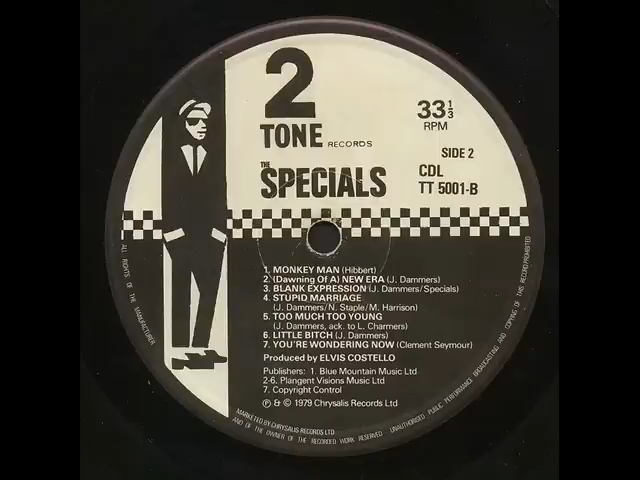 2
TONE RECORDS
THE SPECIALS
33 1/3
RPM
SIDE 2
CDL
TT 5001-B
1. MONKEY MAN (Hibbert)
2. (Dawning Of A) NEW ERA (J. Dammers)
3. BLANK EXPRESSION (J. Dammers/Specials)
4. STUPID MARRIAGE
(J. Dammers/N. Staple/M. Harrison)
5. TOO MUCH TOO YOUNG
(J. Dammers, ack. to L. Charmers)
6. LITTLE BITCH (J. Dammers)
7. YOU'RE WONDERING NOW (Clement Seymour)
Produced by ELVIS COSTELLO
Publishers: 1. Blue Mountain Music Ltd
2-6. Plangent Visions Music Ltd
7. Copyright Control
℗ & © 1979 Chrysalis Records Ltd
MARKETED BY CHRYSALIS RECORDS LTD
ALL RIGHTS OF THE MANUFACTURER
AND OF THE OWNER OF THE RECORDED WORK RESERVED · UNAUTHORISED PUBLIC PERFORMANCE BROADCASTING AND COPYING OF THIS RECORD PROHIBITED